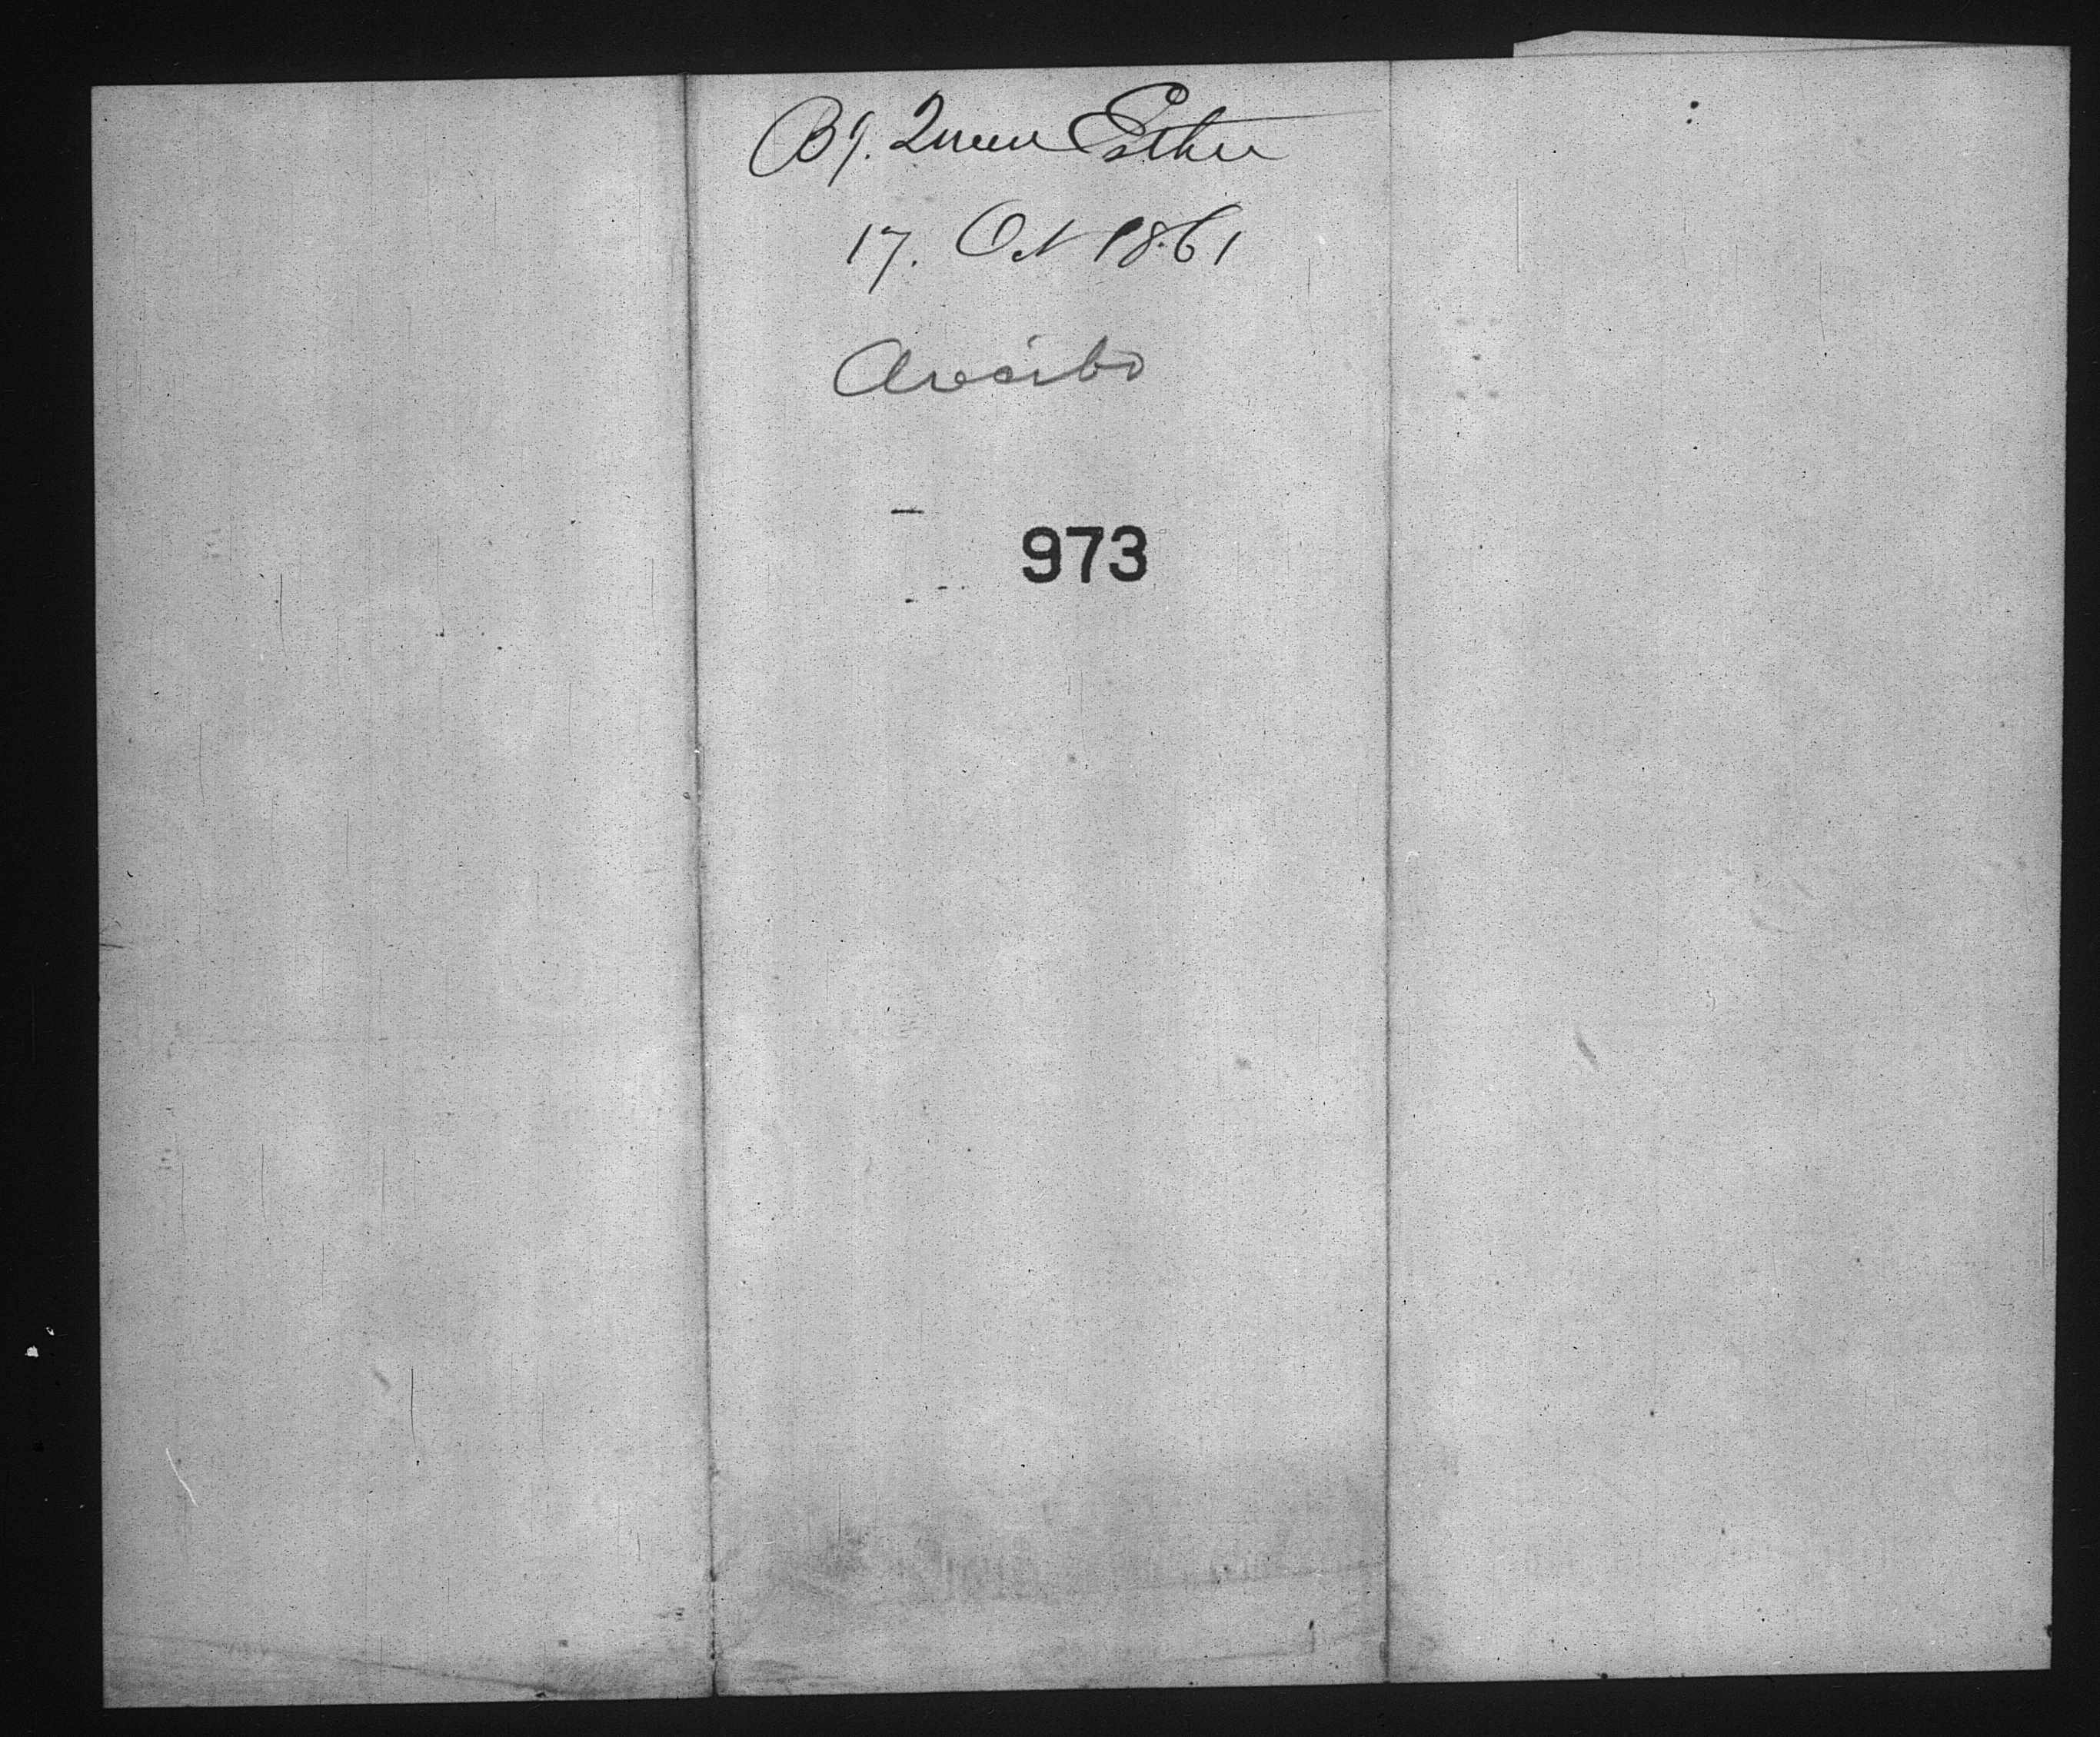 Bg. Queen Esther
17. Oct 1861
Arecibo
973